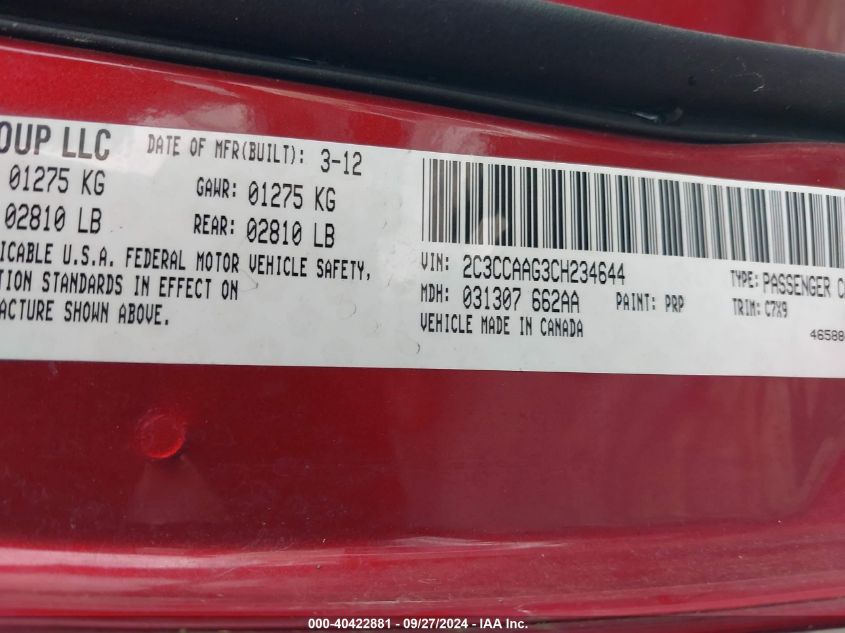 OUP LLC DATE OF MFR(BUILT): 3-12
01275 KG GAWR: 01275 KG
02810 LB REAR: 02810 LB
ICABLE U.S.A. FEDERAL MOTOR VEHICLE SAFETY,
TION STANDARDS IN EFFECT ON
FACTURE SHOWN ABOVE.
VIN: 2C3CCAAG3CH234644 TYPE: PASSENGER C
MDH: 031307 662AA PAINT: PRP TRIM: C7X9
VEHICLE MADE IN CANADA 46588
000-40422881 - 09/27/2024 - IAA Inc.